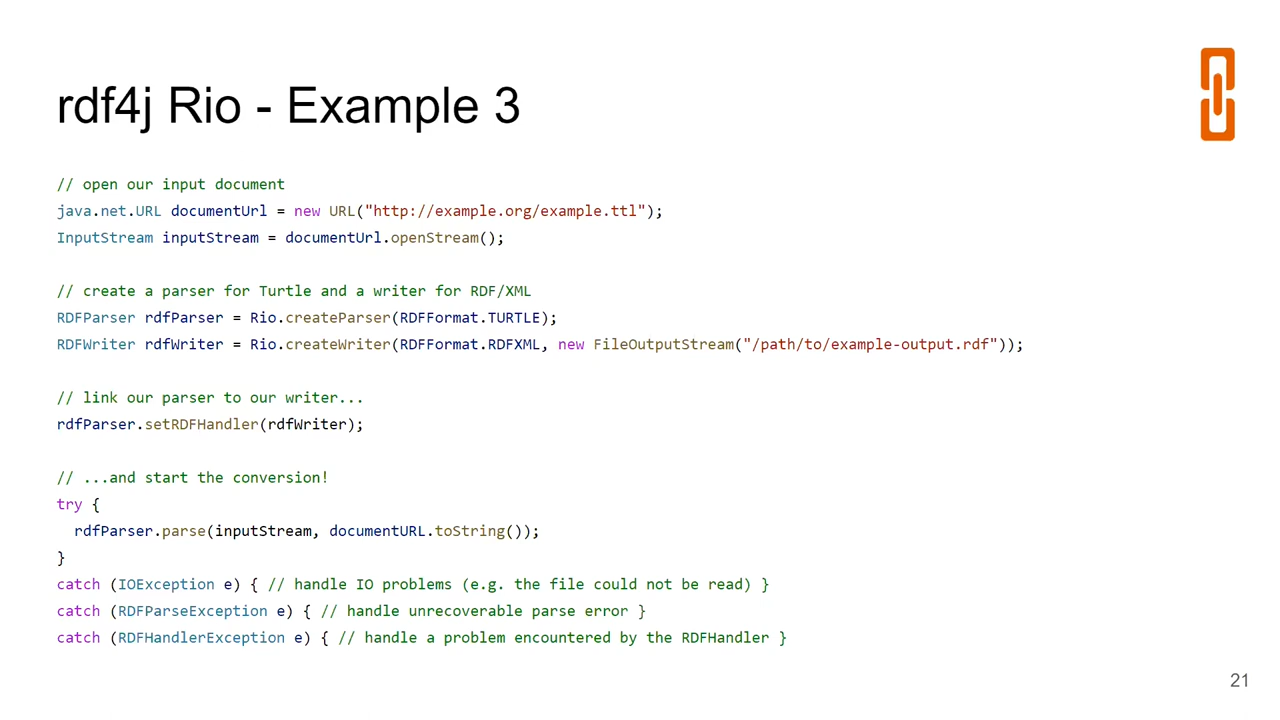 rdf4j Rio - Example 3
// open our input document
java.net.URL documentUrl = new URL("http://example.org/example.ttl");
InputStream inputStream = documentUrl.openStream();
// create a parser for Turtle and a writer for RDF/XML
RDFParser rdfParser = Rio.createParser(RDFFormat.TURTLE);
RDFWriter rdfWriter = Rio.createWriter(RDFFormat.RDFXML, new FileOutputStream("/path/to/example-output.rdf"));
// link our parser to our writer...
rdfParser.setRDFHandler(rdfWriter);
// ...and start the conversion!
try {
rdfParser.parse(inputStream, documentURL.toString());
}
catch (IOException e) { // handle IO problems (e.g. the file could not be read) }
catch (RDFParseException e) { // handle unrecoverable parse error }
catch (RDFHandlerException e) { // handle a problem encountered by the RDFHandler }
21